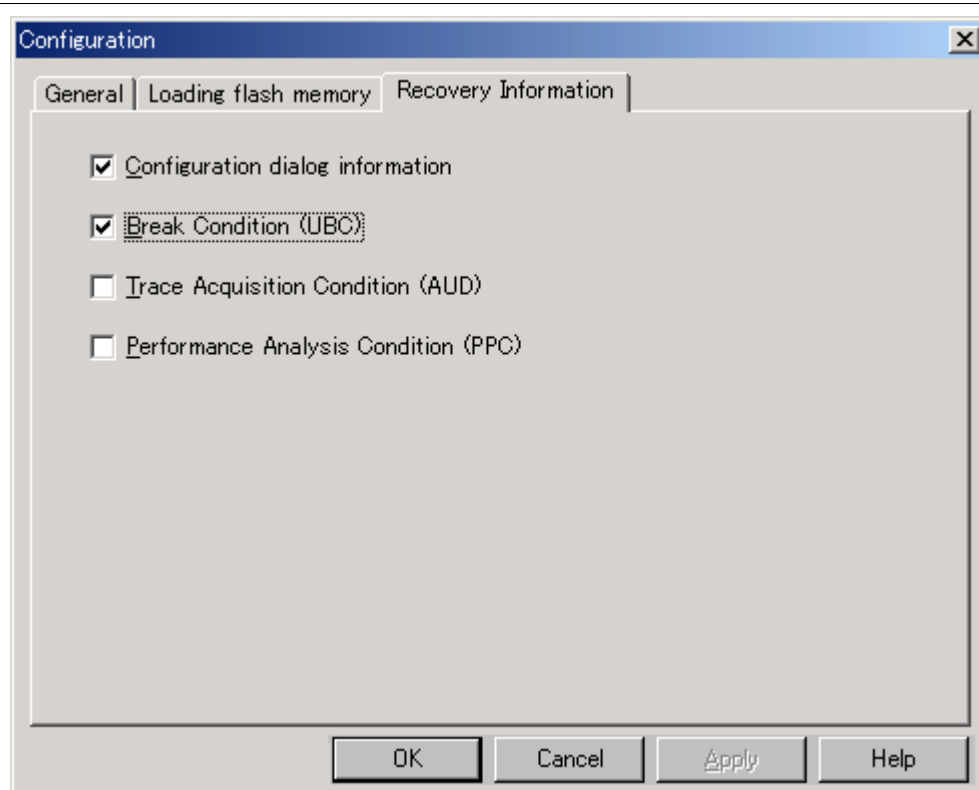 Configuration
General Loading flash memory Recovery Information
Configuration dialog information
Break Condition (UBC)
Trace Acquisition Condition (AUD)
Performance Analysis Condition (PPC)
OK Cancel Apply Help